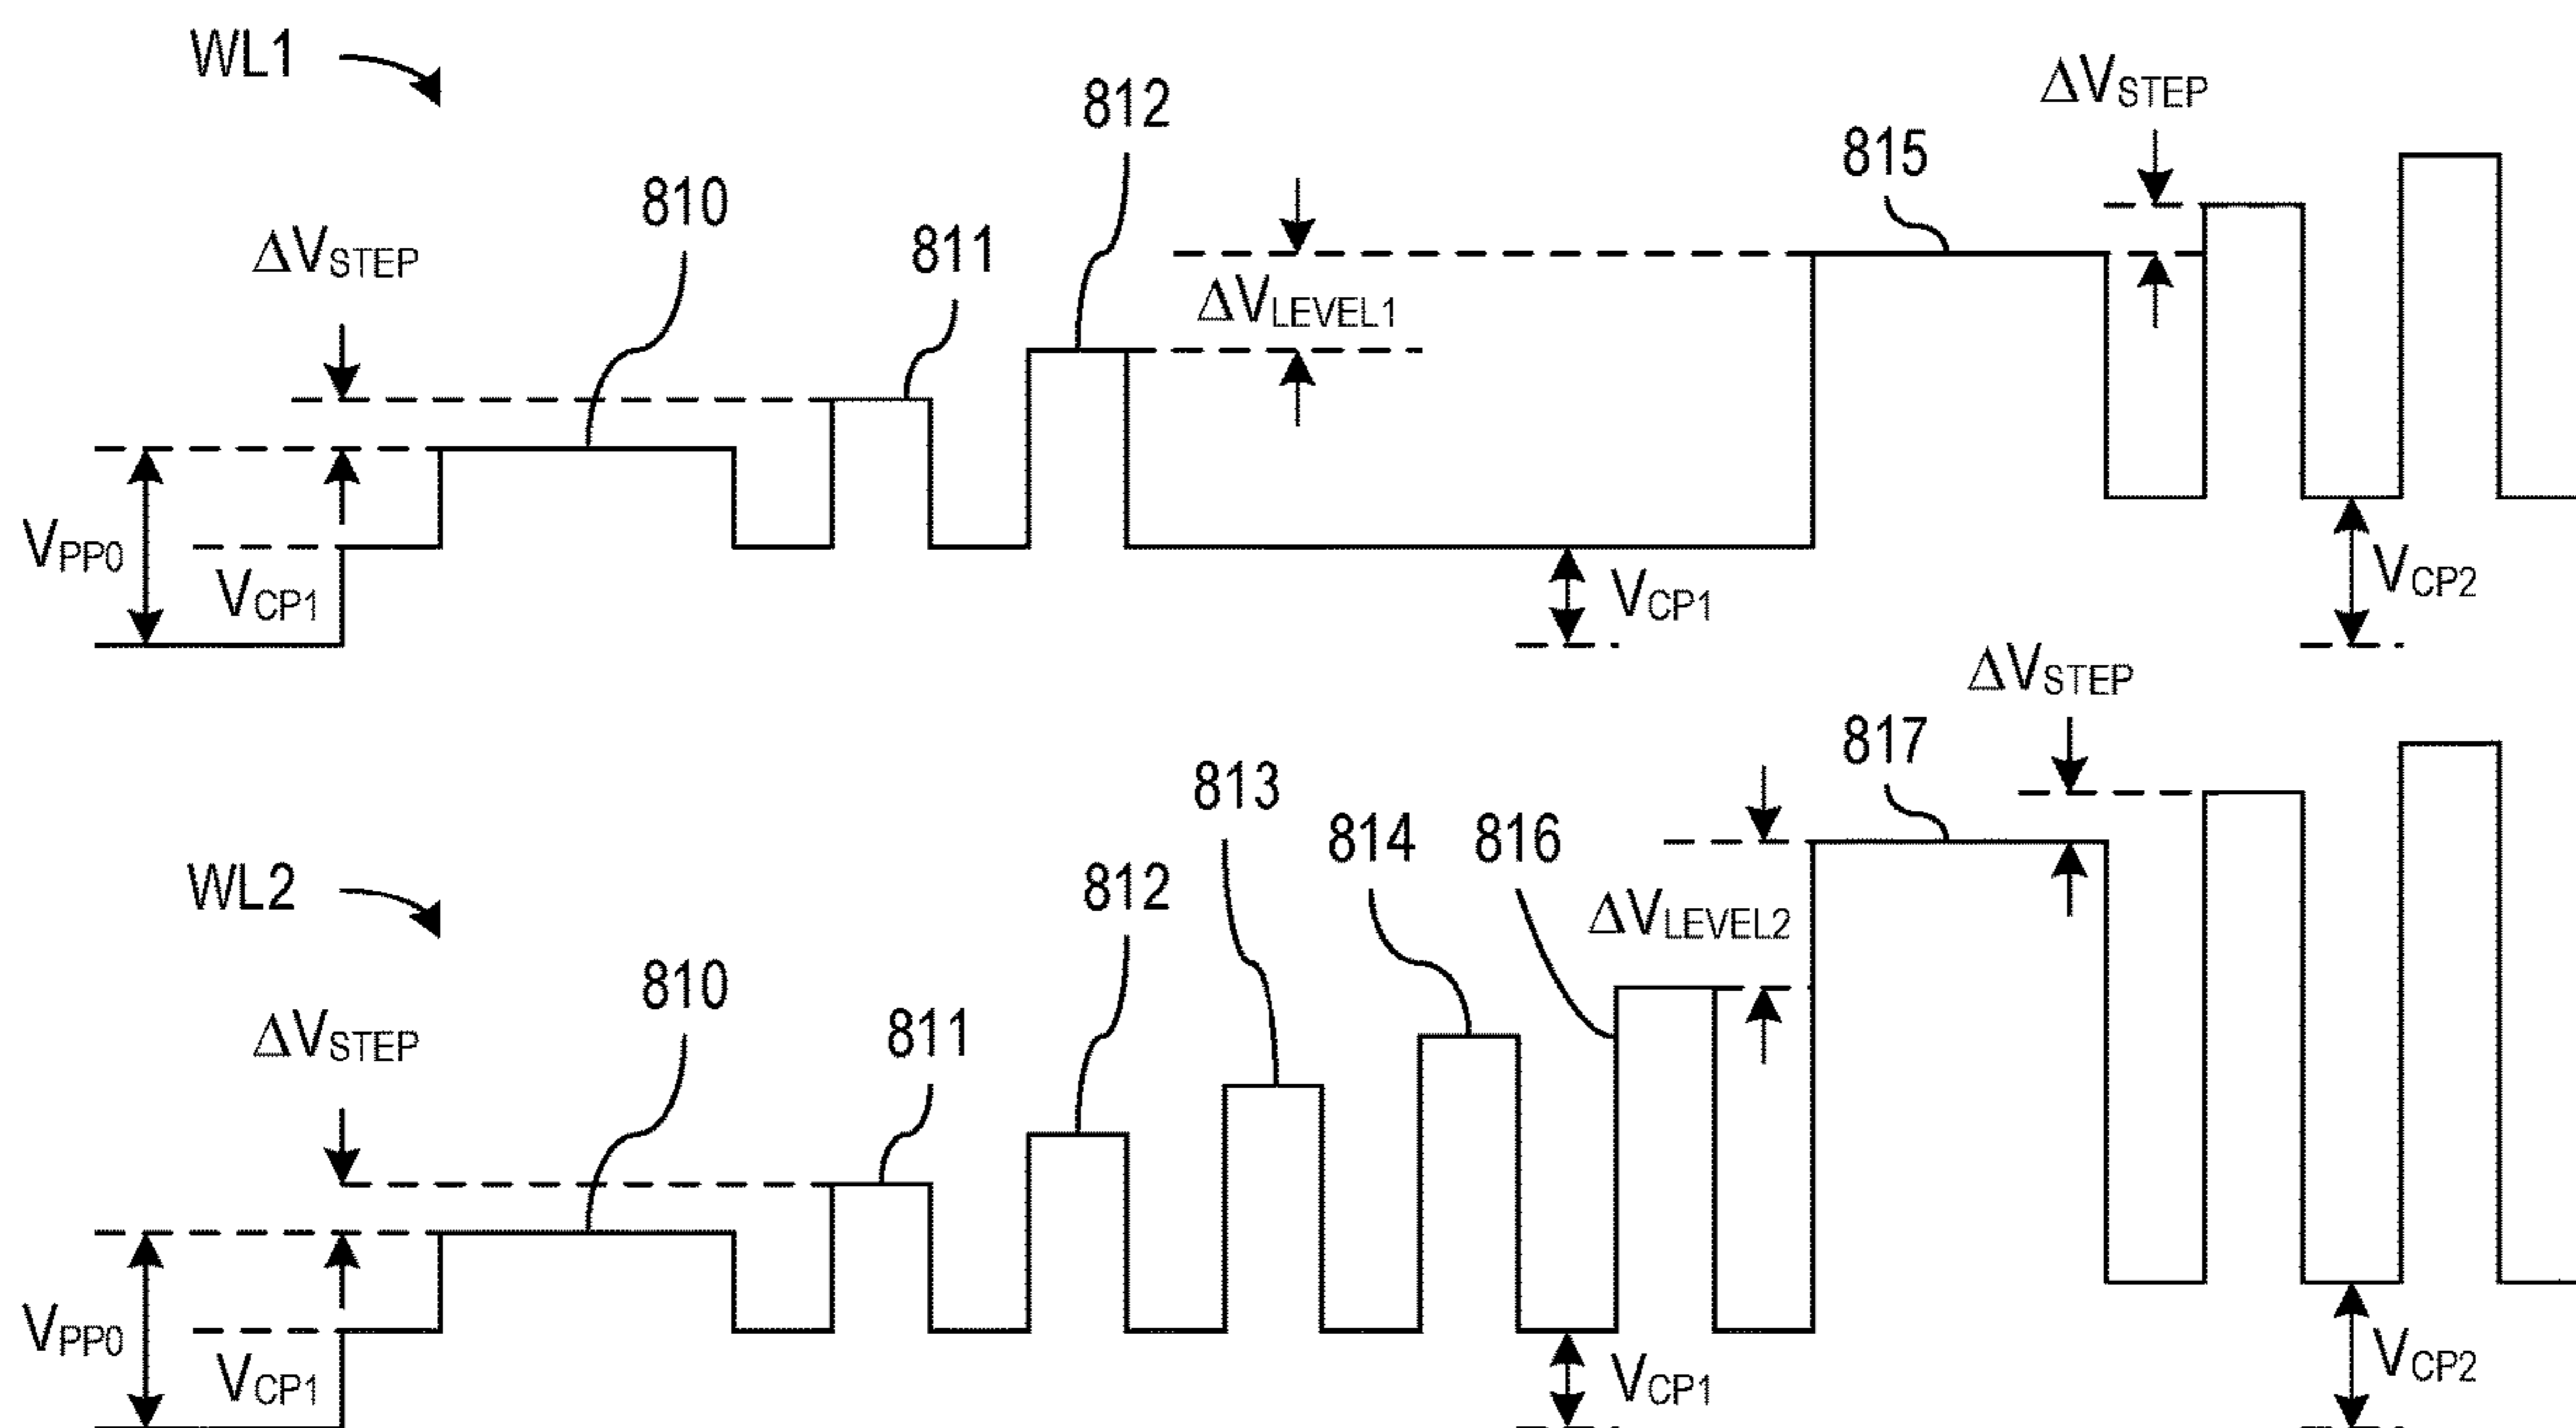 WL1
812
ΔVSTEP
815
810
811
ΔVSTEP
ΔVLEVEL1
VPP0
VCP1
VCP1
VCP2
ΔVSTEP
817
813
814
816
WL2
812
ΔVLEVEL2
810
811
ΔVSTEP
VPP0
VCP1
VCP1
VCP2